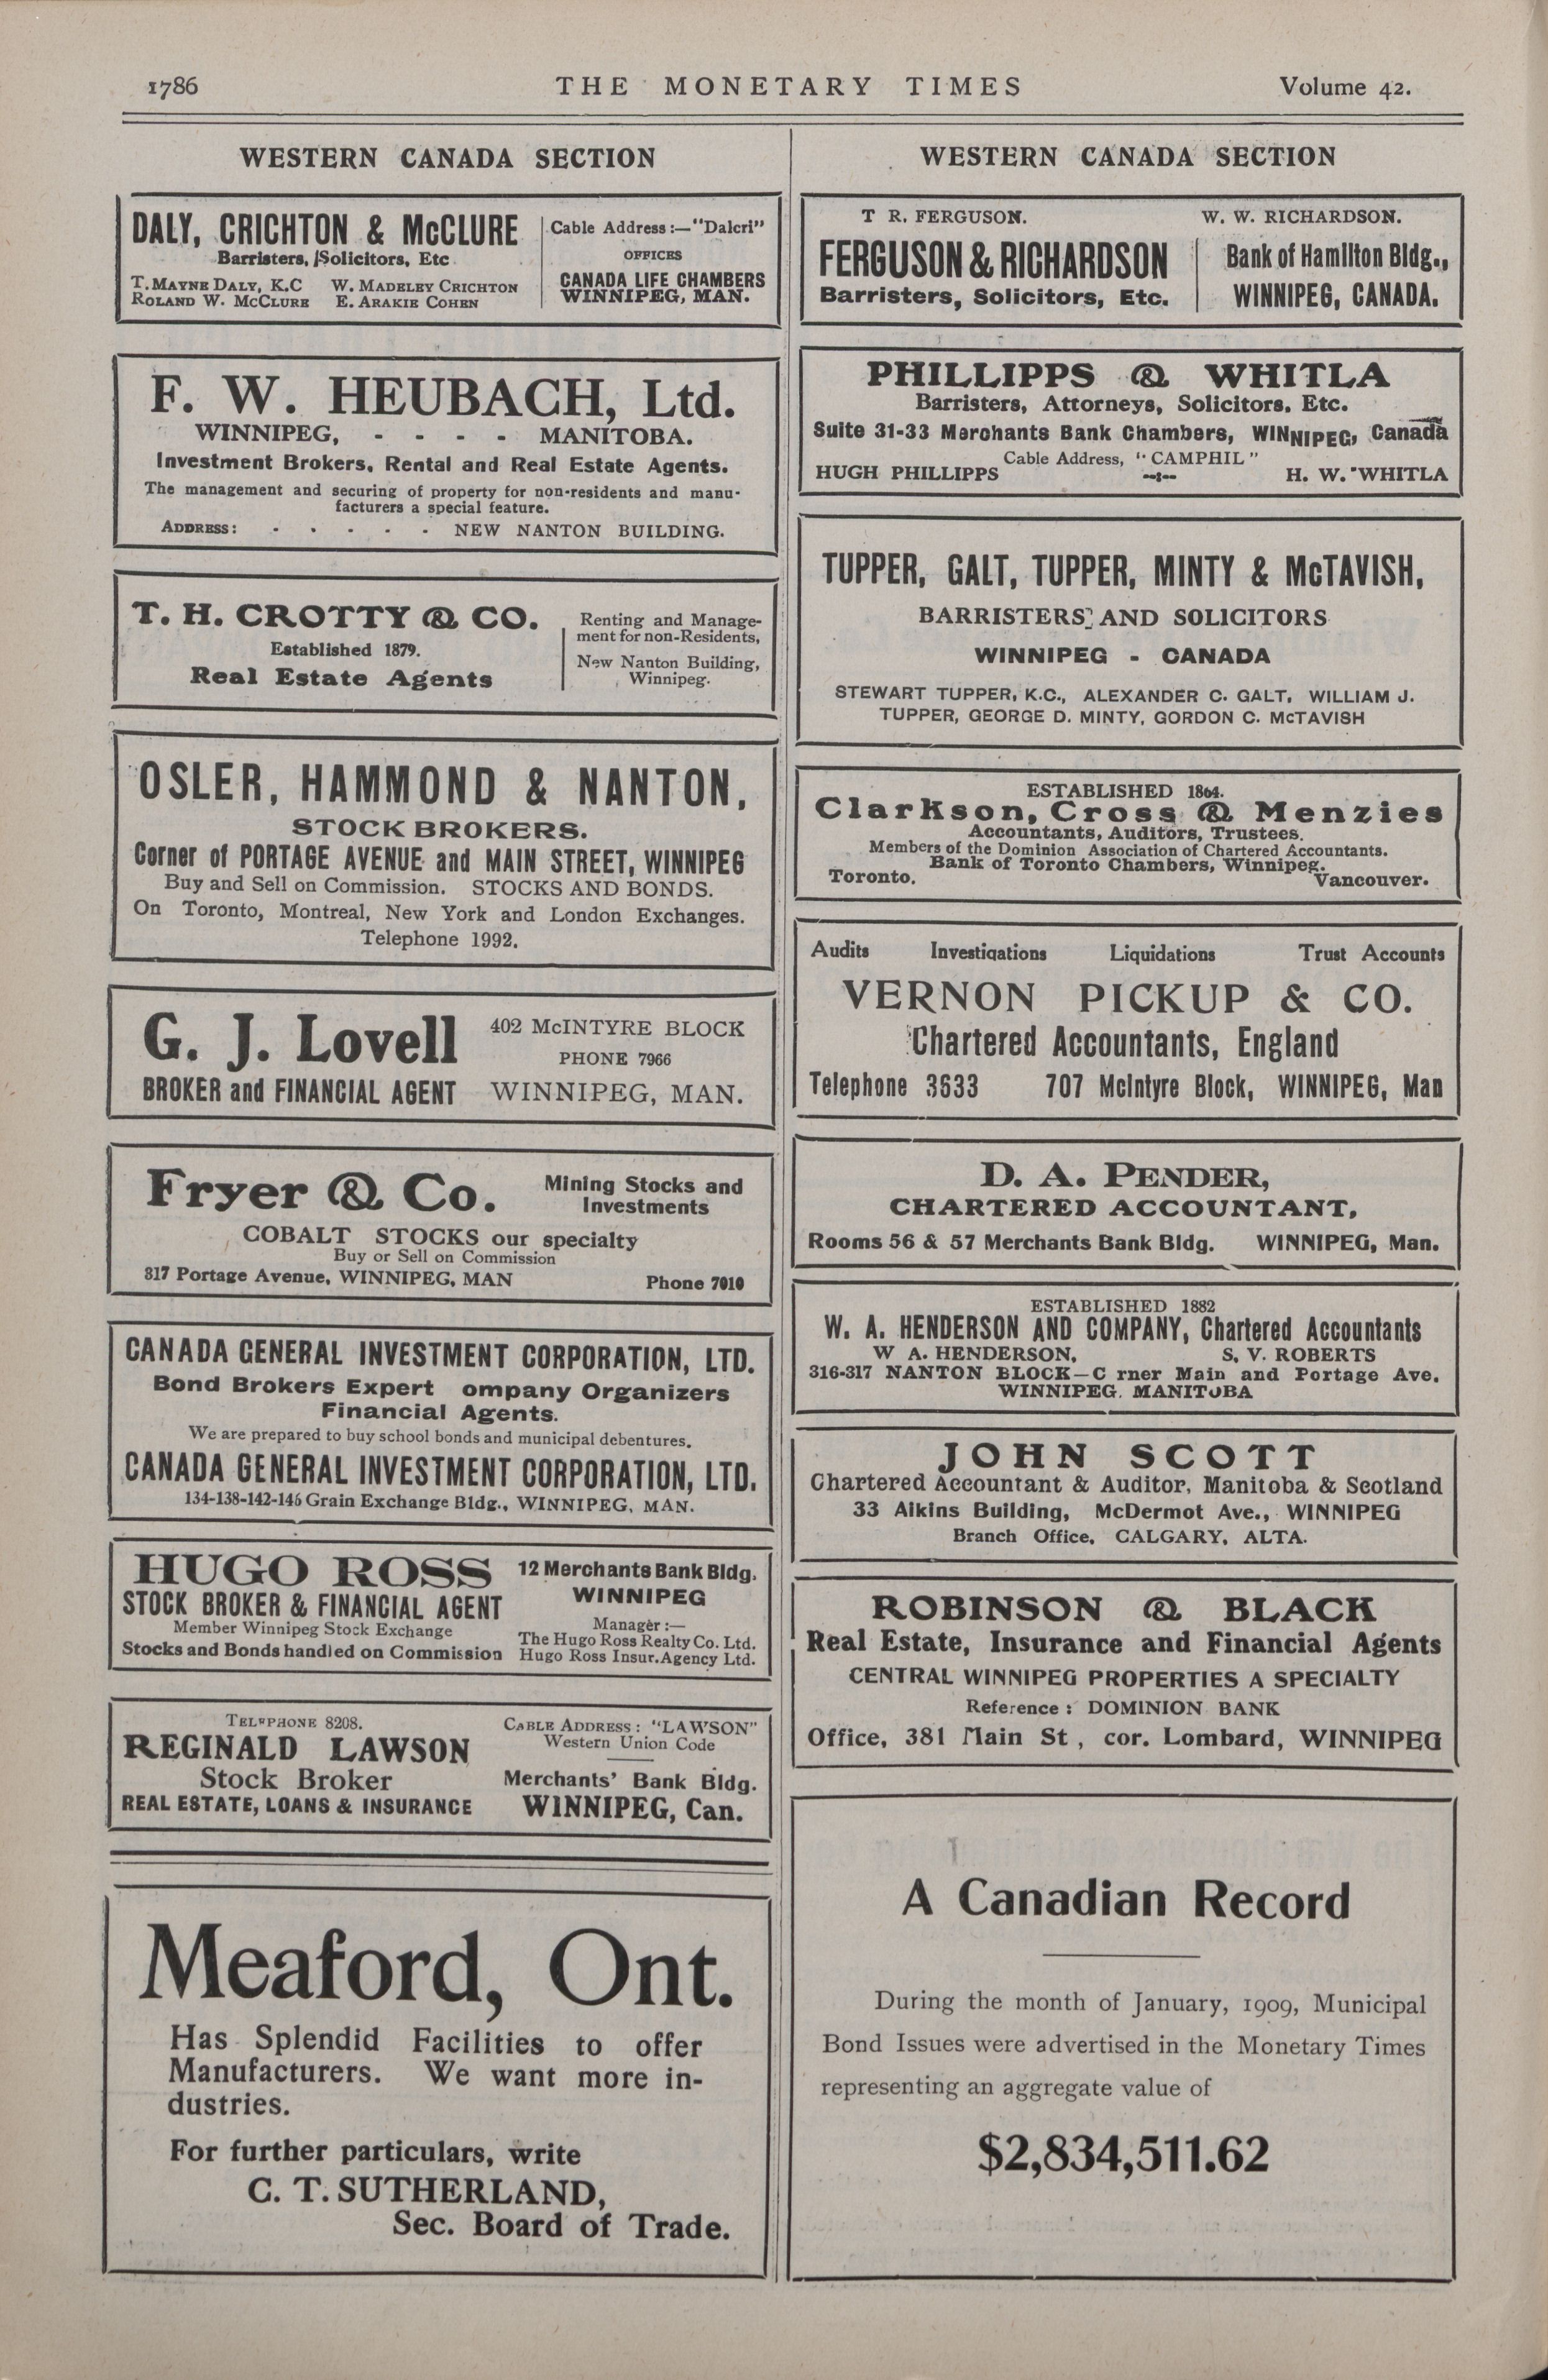 1786
THE MONETARY TIMES
Volume 42.
WESTERN CANADA SECTION
DALY, CRICHTON & McCLURE
Barristers, Solicitors, Etc
T. MAYNE DALY, K.C W. MADELEY CRICHTON
ROLAND W. McCLURE E. ARAKIE COHEN
Cable Address:—"Dalcri"
OFFICES
CANADA LIFE CHAMBERS
WINNIPEG, MAN.
F. W. HEUBACH, Ltd.
WINNIPEG, - - - - MANITOBA.
Investment Brokers, Rental and Real Estate Agents.
The management and securing of property for non-residents and manu-
facturers a special feature.
ADDRESS: - - - - - NEW NANTON BUILDING.
T. H. CROTTY & CO.
Established 1879.
Real Estate Agents
Renting and Manage-
ment for non-Residents,
New Nanton Building,
Winnipeg.
OSLER, HAMMOND & NANTON,
STOCK BROKERS.
Corner of PORTAGE AVENUE and MAIN STREET, WINNIPEG
Buy and Sell on Commission. STOCKS AND BONDS.
On Toronto, Montreal, New York and London Exchanges.
Telephone 1992.
G. J. Lovell
BROKER and FINANCIAL AGENT
402 McINTYRE BLOCK
PHONE 7966
WINNIPEG, MAN.
Fryer & Co.
Mining Stocks and
Investments
COBALT STOCKS our specialty
Buy or Sell on Commission
317 Portage Avenue, WINNIPEG, MAN Phone 7010
CANADA GENERAL INVESTMENT CORPORATION, LTD.
Bond Brokers Expert ompany Organizers
Financial Agents.
We are prepared to buy school bonds and municipal debentures.
CANADA GENERAL INVESTMENT CORPORATION, LTD.
134-138-142-146 Grain Exchange Bldg., WINNIPEG, MAN.
HUGO ROSS
STOCK BROKER & FINANCIAL AGENT
Member Winnipeg Stock Exchange
Stocks and Bonds handled on Commission
12 Merchants Bank Bldg.
WINNIPEG
Manager:—
The Hugo Ross Realty Co. Ltd.
Hugo Ross Insur. Agency Ltd.
TELEPHONE 8208.
REGINALD LAWSON
Stock Broker
REAL ESTATE, LOANS & INSURANCE
CABLE ADDRESS: "LAWSON"
Western Union Code
Merchants' Bank Bldg.
WINNIPEG, Can.
Meaford, Ont.
Has Splendid Facilities to offer
Manufacturers. We want more in-
dustries.
For further particulars, write
C. T. SUTHERLAND,
Sec. Board of Trade.
WESTERN CANADA SECTION
T R. FERGUSON. W. W. RICHARDSON.
FERGUSON & RICHARDSON
Barristers, Solicitors, Etc.
Bank of Hamilton Bldg.,
WINNIPEG, CANADA.
PHILLIPPS & WHITLA
Barristers, Attorneys, Solicitors, Etc.
Suite 31-33 Merchants Bank Chambers, WINNIPEG, Canada
Cable Address, "CAMPHIL"
HUGH PHILLIPPS H. W. WHITLA
TUPPER, GALT, TUPPER, MINTY & McTAVISH,
BARRISTERS AND SOLICITORS
WINNIPEG - CANADA
STEWART TUPPER, K.C., ALEXANDER C. GALT, WILLIAM J.
TUPPER, GEORGE D. MINTY, GORDON C. McTAVISH
ESTABLISHED 1864.
Clarkson, Cross & Menzies
Accountants, Auditors, Trustees.
Members of the Dominion Association of Chartered Accountants.
Bank of Toronto Chambers, Winnipeg.
Toronto. Vancouver.
Audits Investigations Liquidations Trust Accounts
VERNON PICKUP & CO.
Chartered Accountants, England
Telephone 3633 707 McIntyre Block, WINNIPEG, Man
D. A. PENDER,
CHARTERED ACCOUNTANT,
Rooms 56 & 57 Merchants Bank Bldg. WINNIPEG, Man.
ESTABLISHED 1882
W. A. HENDERSON AND COMPANY, Chartered Accountants
W A. HENDERSON, S. V. ROBERTS
316-317 NANTON BLOCK—C rner Main and Portage Ave.
WINNIPEG. MANITOBA
JOHN SCOTT
Chartered Accountant & Auditor, Manitoba & Scotland
33 Aikins Building, McDermot Ave., WINNIPEG
Branch Office, CALGARY, ALTA.
ROBINSON & BLACK
Real Estate, Insurance and Financial Agents
CENTRAL WINNIPEG PROPERTIES A SPECIALTY
Reference: DOMINION BANK
Office, 381 Main St, cor. Lombard, WINNIPEG
A Canadian Record
During the month of January, 1909, Municipal
Bond Issues were advertised in the Monetary Times
representing an aggregate value of
$2,834,511.62